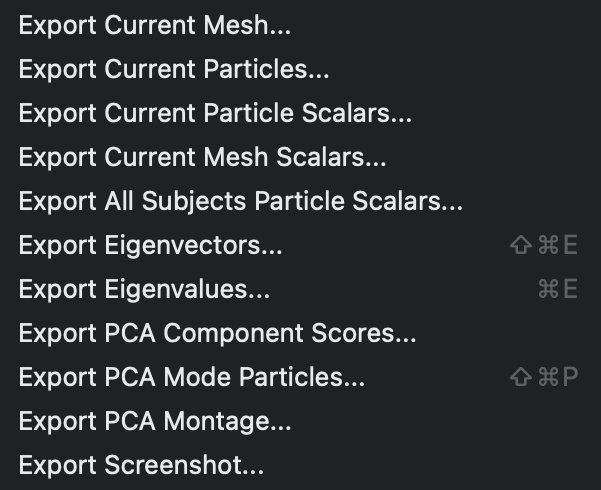 Export Current Mesh...
Export Current Particles...
Export Current Particle Scalars...
Export Current Mesh Scalars...
Export All Subjects Particle Scalars...
Export Eigenvectors... ⇧⌘E
Export Eigenvalues... ⌘E
Export PCA Component Scores...
Export PCA Mode Particles... ⇧⌘P
Export PCA Montage...
Export Screenshot...